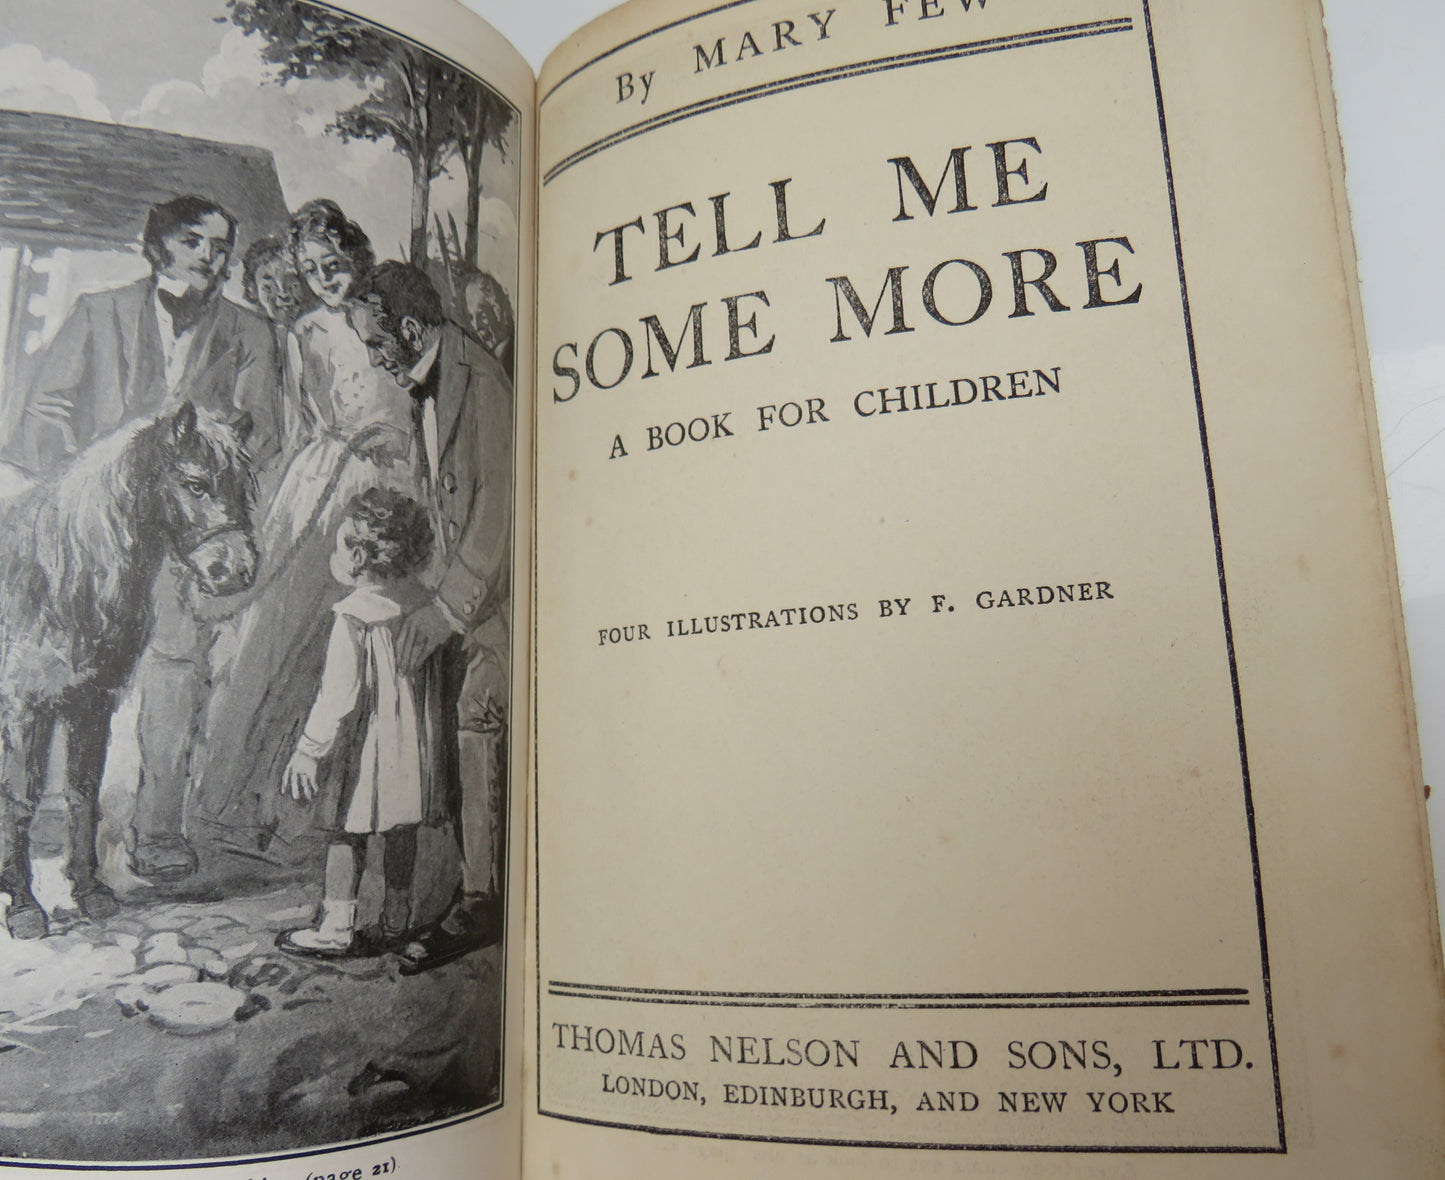 By MARY FEW
TELL ME
SOME MORE
A BOOK FOR CHILDREN
FOUR ILLUSTRATIONS BY F. GARDNER
THOMAS NELSON AND SONS, LTD.
LONDON, EDINBURGH, AND NEW YORK
(page 21).